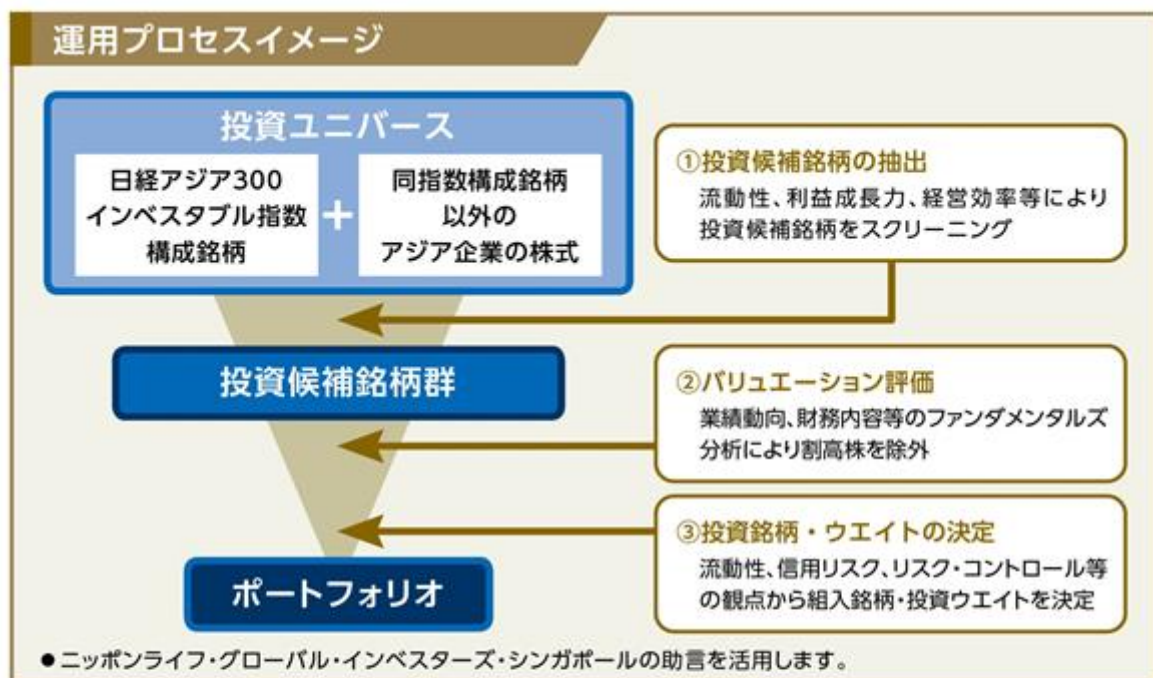 運用プロセスイメージ
投資ユニバース
日経アジア300
インベスタブル指数
構成銘柄
+
同指数構成銘柄
以外の
アジア企業の株式
①投資候補銘柄の抽出
流動性、利益成長力、経営効率等により
投資候補銘柄をスクリーニング
投資候補銘柄群
②バリュエーション評価
業績動向、財務内容等のファンダメンタルズ
分析により割高株を除外
③投資銘柄・ウエイトの決定
流動性、信用リスク、リスク・コントロール等
の観点から組入銘柄・投資ウエイトを決定
ポートフォリオ
●ニッポンライフ・グローバル・インベスターズ・シンガポールの助言を活用します。